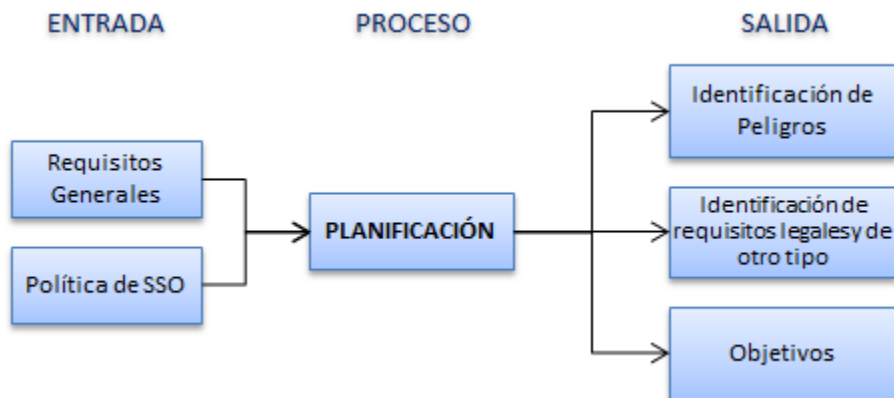 ENTRADA
PROCESO
SALIDA
Requisitos
Generales
Política de SSO
PLANIFICACIÓN
Identificación de
Peligros
Identificación de
requisitos legalesy de
otro tipo
Objetivos